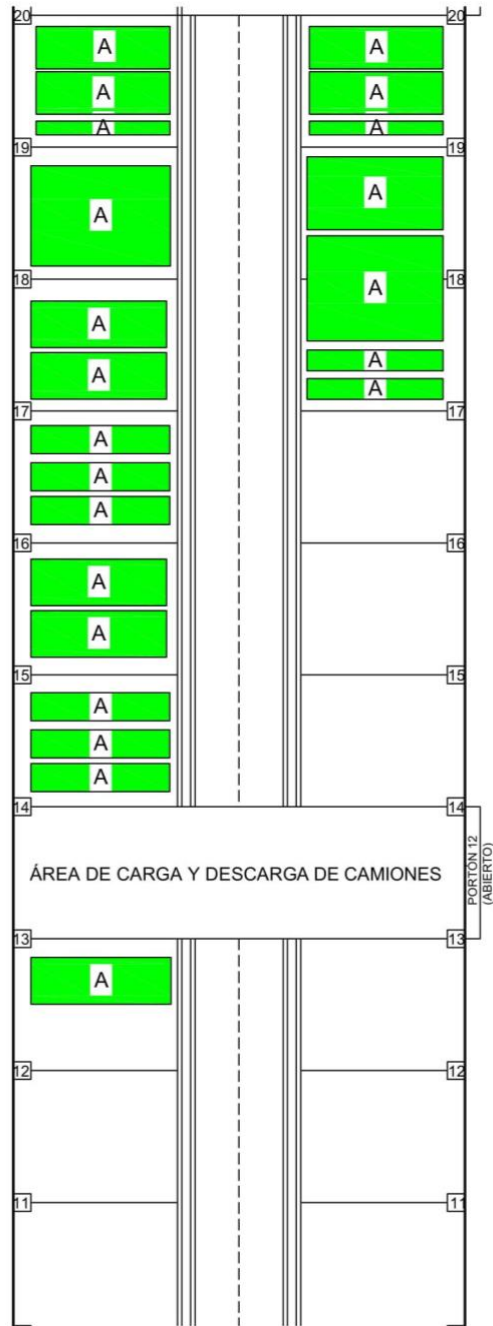 20 20
A A
A A
A A
19 19
A A
A
18 18
A
A
A
A
17 17
A
A
A
16 16
A
A
15 15
A
A
A
14 14
ÁREA DE CARGA Y DESCARGA DE CAMIONES
PORTÓN 12
(ABIERTO)
13 13
A
12 12
11 11